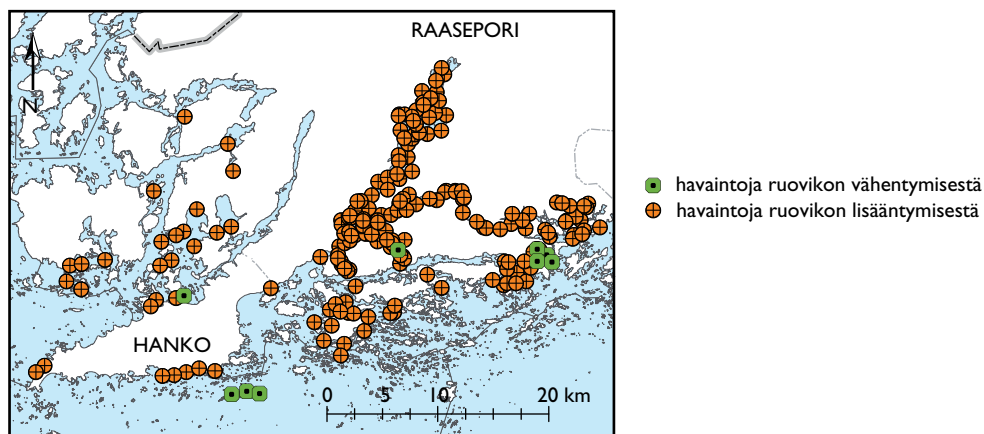 RAASEPORI
N
HANKO
0 5 10 20 km
havaintoja ruovikon vähentymisestä
havaintoja ruovikon lisääntymisestä